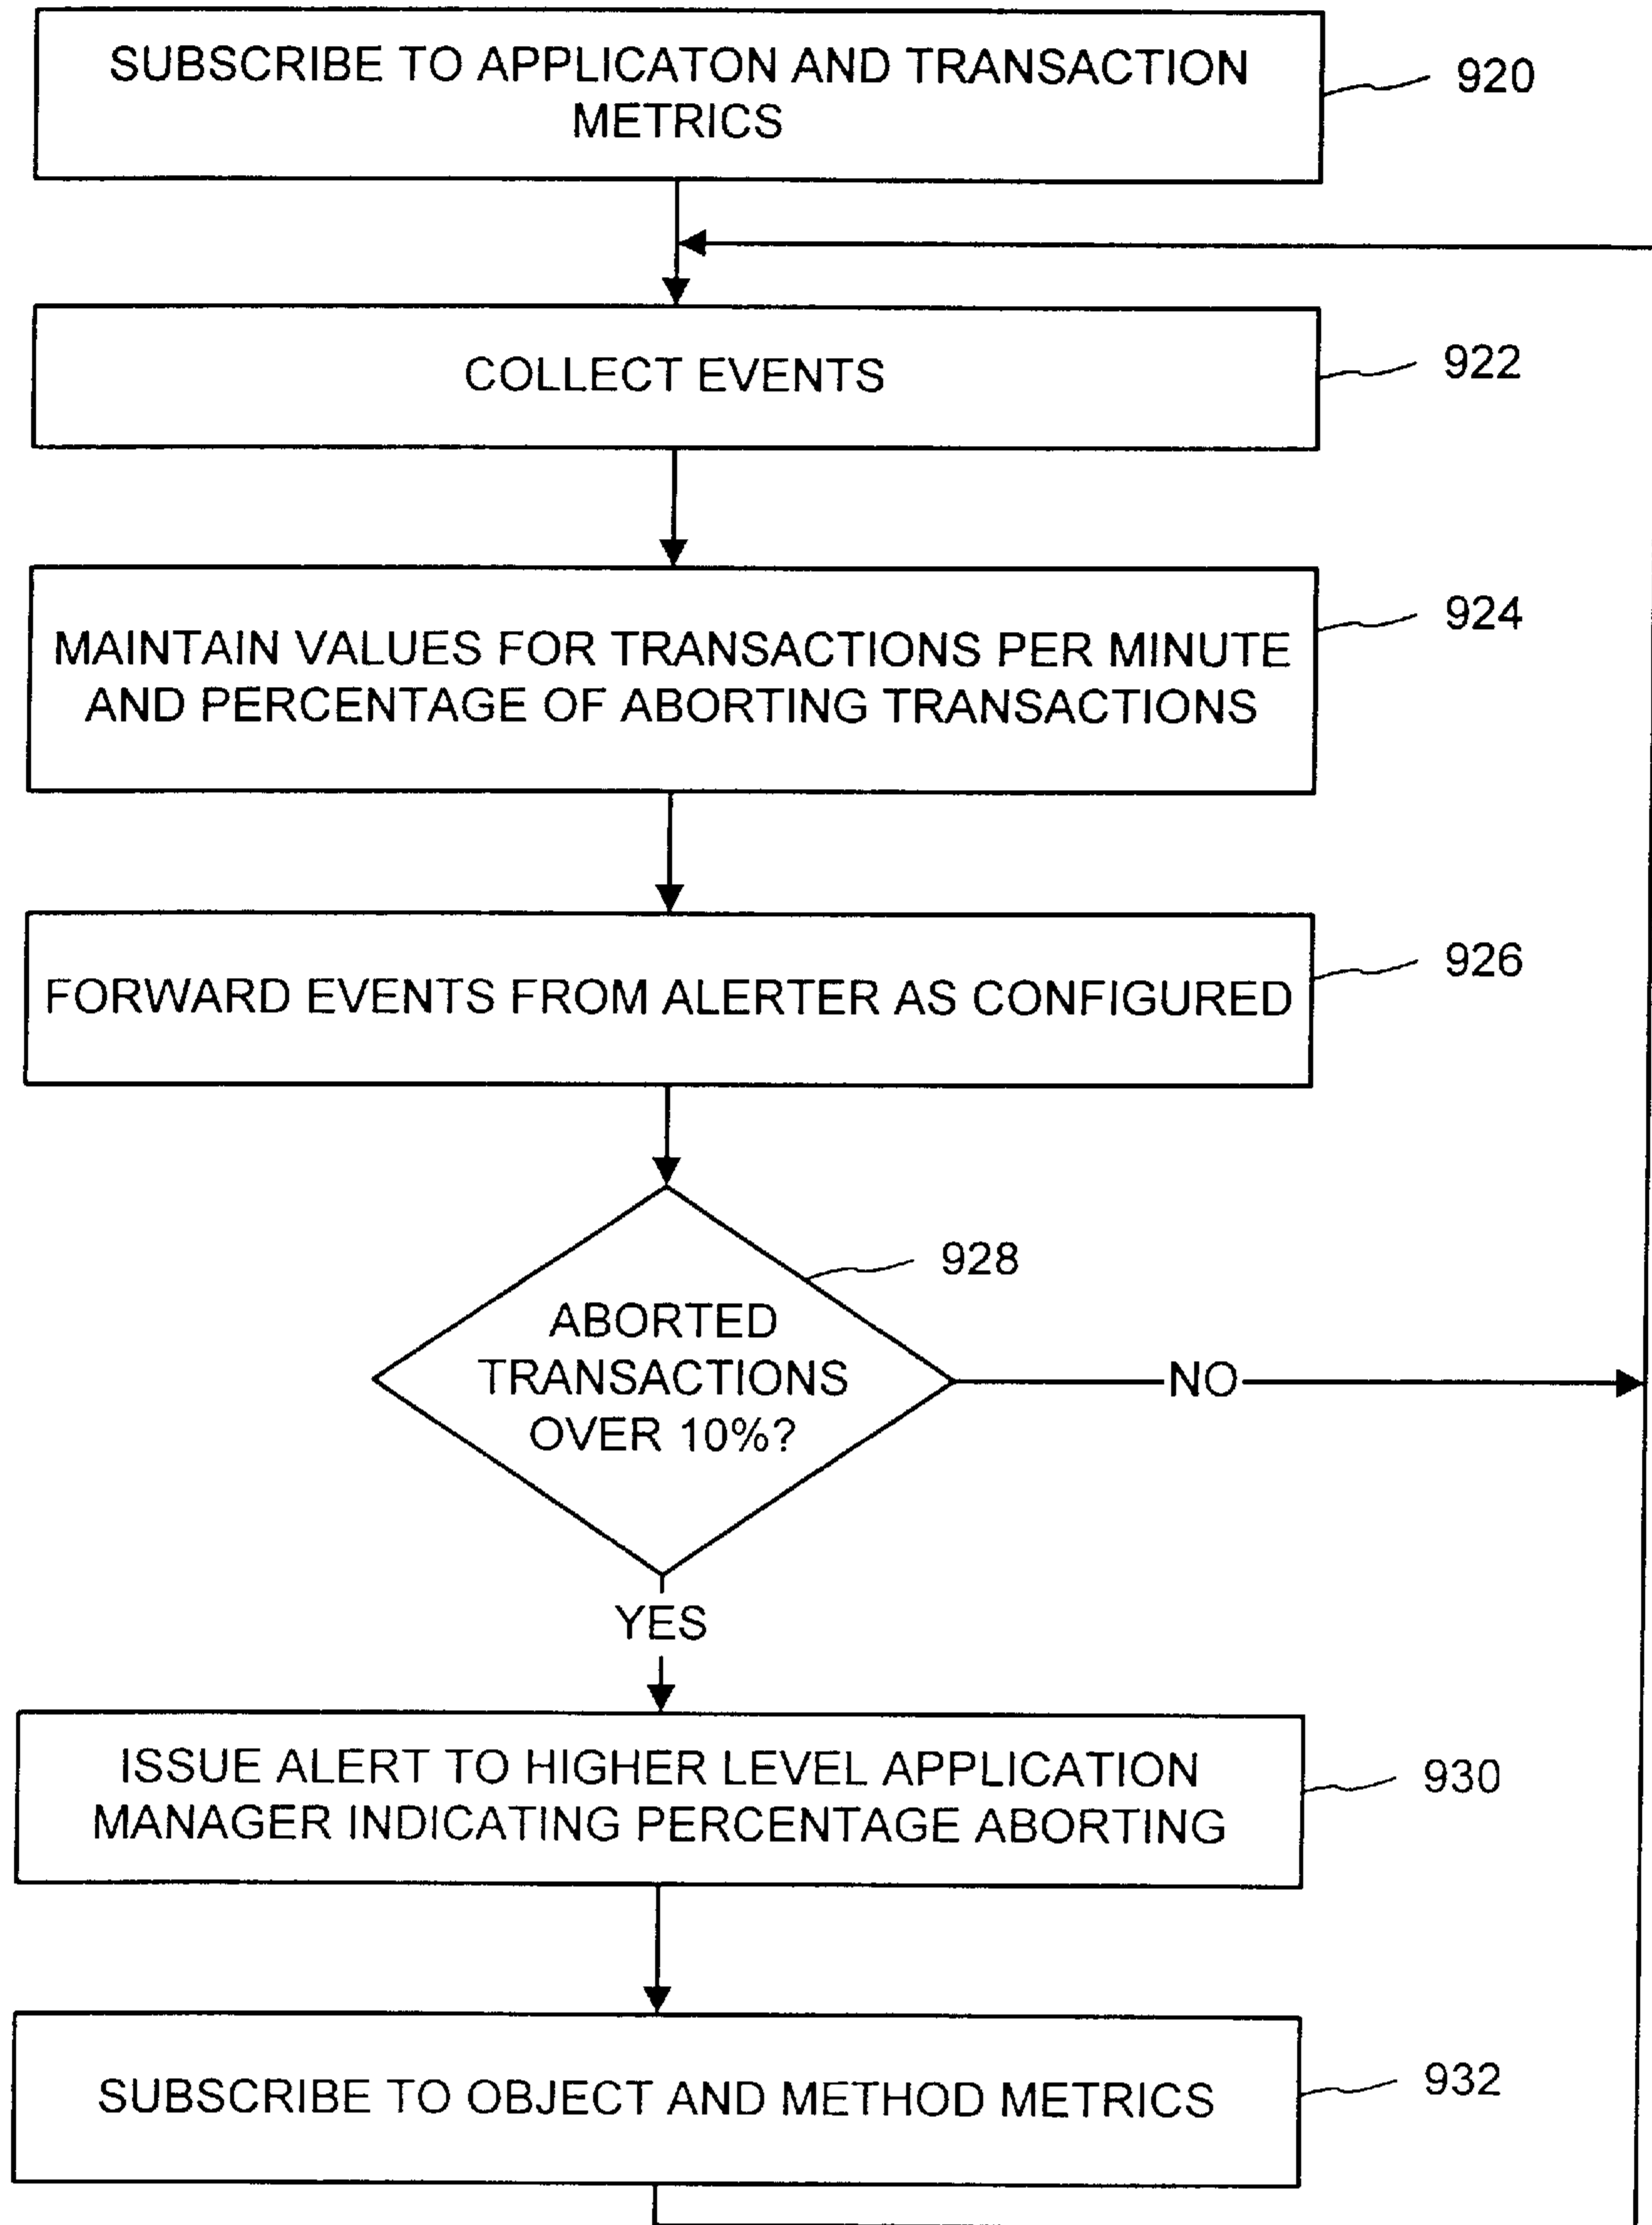 SUBSCRIBE TO APPLICATON AND TRANSACTION
METRICS
920
COLLECT EVENTS
922
MAINTAIN VALUES FOR TRANSACTIONS PER MINUTE
AND PERCENTAGE OF ABORTING TRANSACTIONS
924
FORWARD EVENTS FROM ALERTER AS CONFIGURED
926
ABORTED
TRANSACTIONS
OVER 10%?
928
NO
YES
ISSUE ALERT TO HIGHER LEVEL APPLICATION
MANAGER INDICATING PERCENTAGE ABORTING
930
SUBSCRIBE TO OBJECT AND METHOD METRICS
932